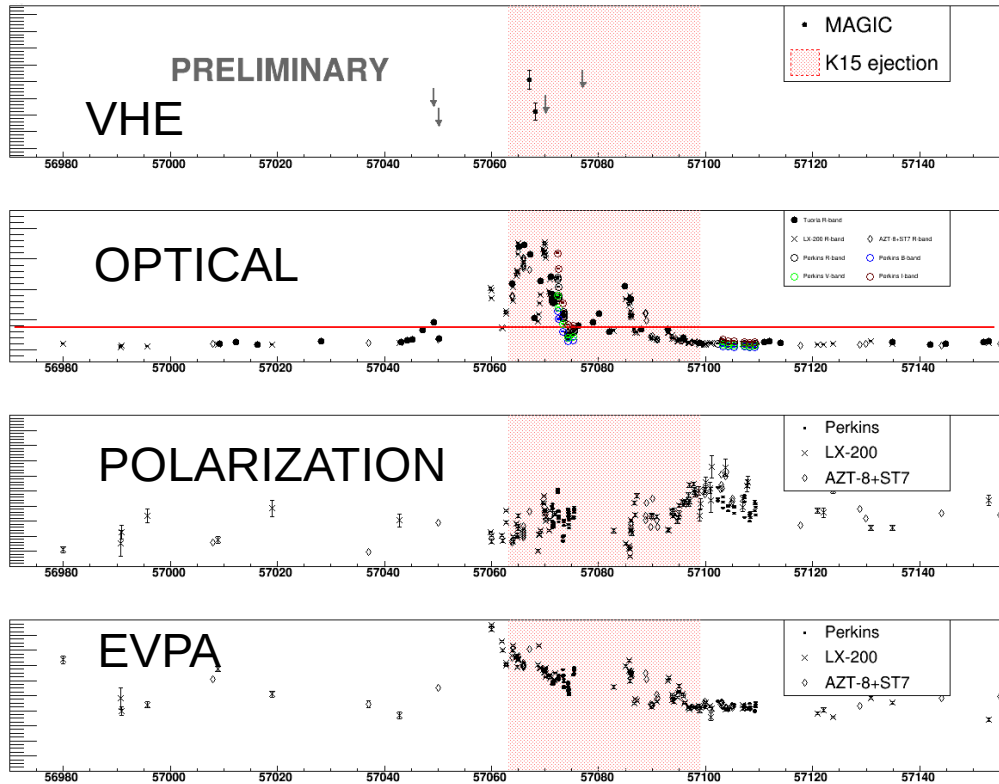 MAGIC
K15 ejection
PRELIMINARY
VHE
56980 57000 57020 57040 57060 57080 57100 57120 57140
OPTICAL
Tuorla R-band
LX-200 R-band AZT-8+ST7 R-band
Perkins R-band Perkins B-band
Perkins V-band Perkins I-band
56980 57000 57020 57040 57060 57080 57100 57120 57140
POLARIZATION
Perkins
LX-200
AZT-8+ST7
56980 57000 57020 57040 57060 57080 57100 57120 57140
EVPA
Perkins
LX-200
AZT-8+ST7
56980 57000 57020 57040 57060 57080 57100 57120 57140